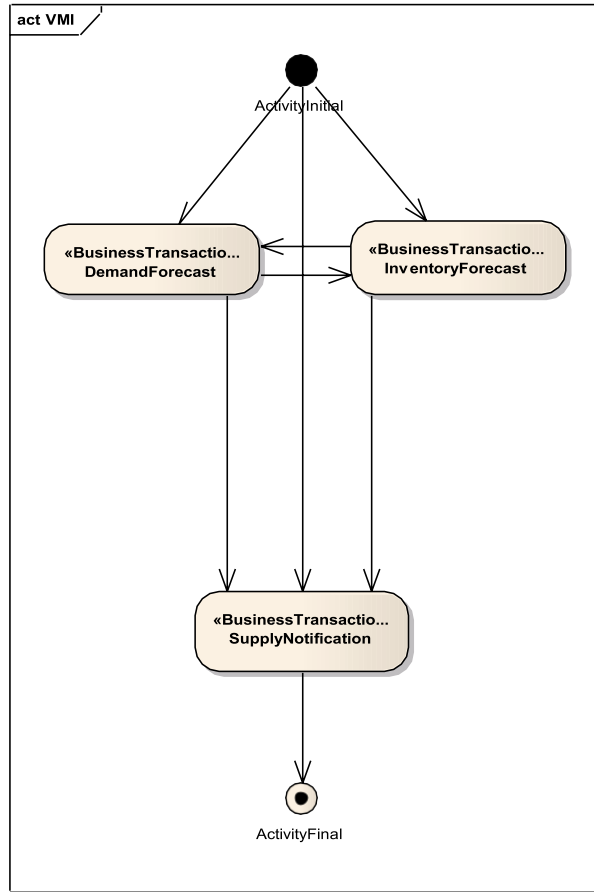 act VMI
ActivityInitial
«BusinessTransactio...
DemandForecast
«BusinessTransactio...
InventoryForecast
«BusinessTransactio...
SupplyNotification
ActivityFinal